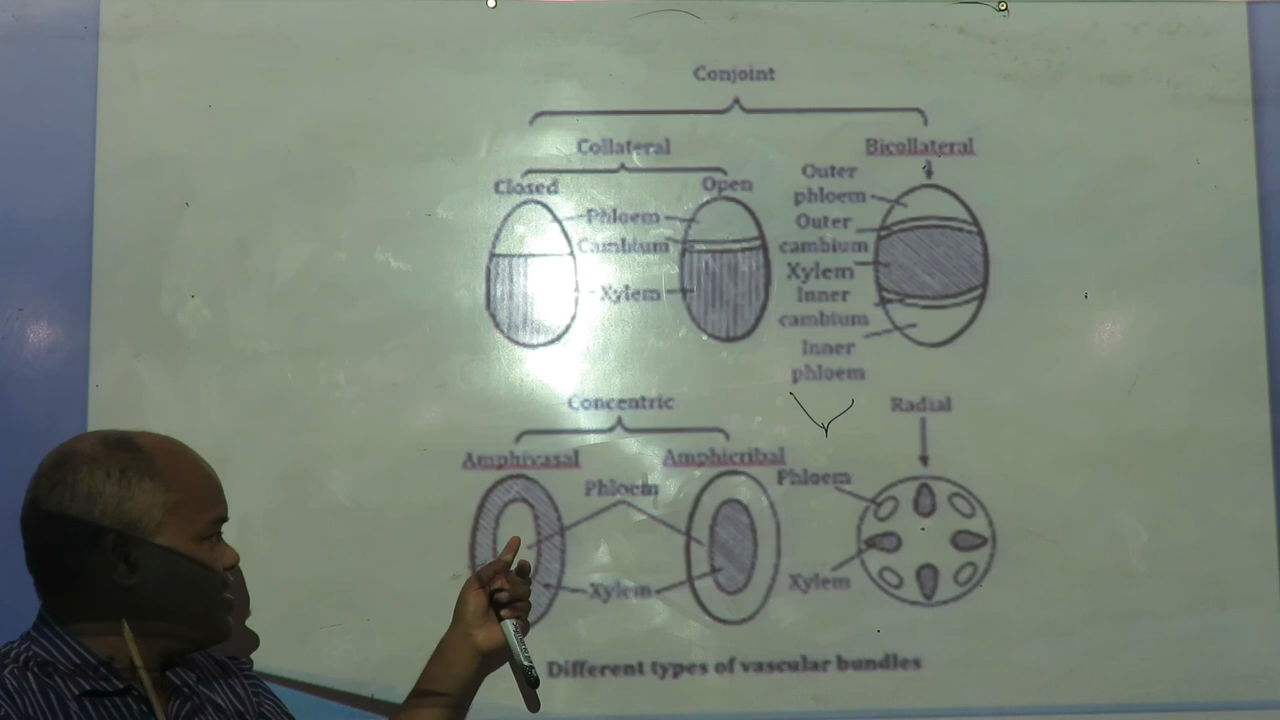 Conjoint
Collateral
Bicollateral
Closed
Open
Outer
phloem
Phloem
Outer
Cambium
cambium
Xylem
Xylem
Inner
cambium
Inner
phloem
Concentric
Radial
Amphivasal
Amphicribal
Phloem
Phloem
Xylem
Xylem
Different types of vascular bundles